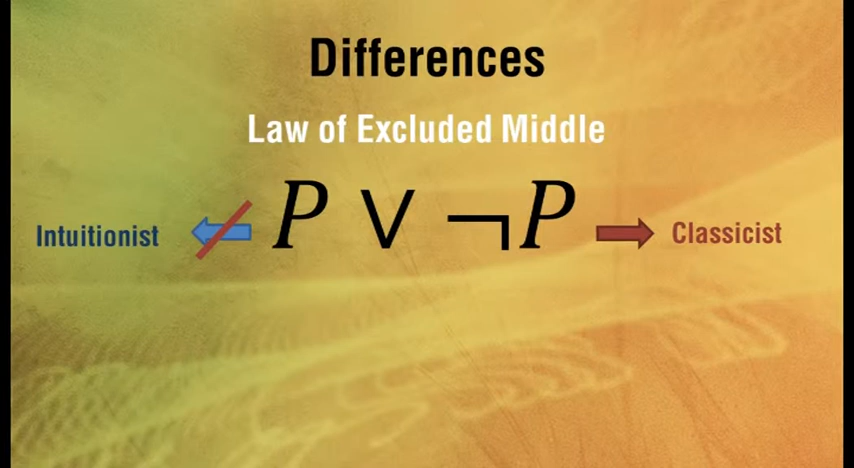 Differences
Law of Excluded Middle
Intuitionist P ∨ ¬P Classicist